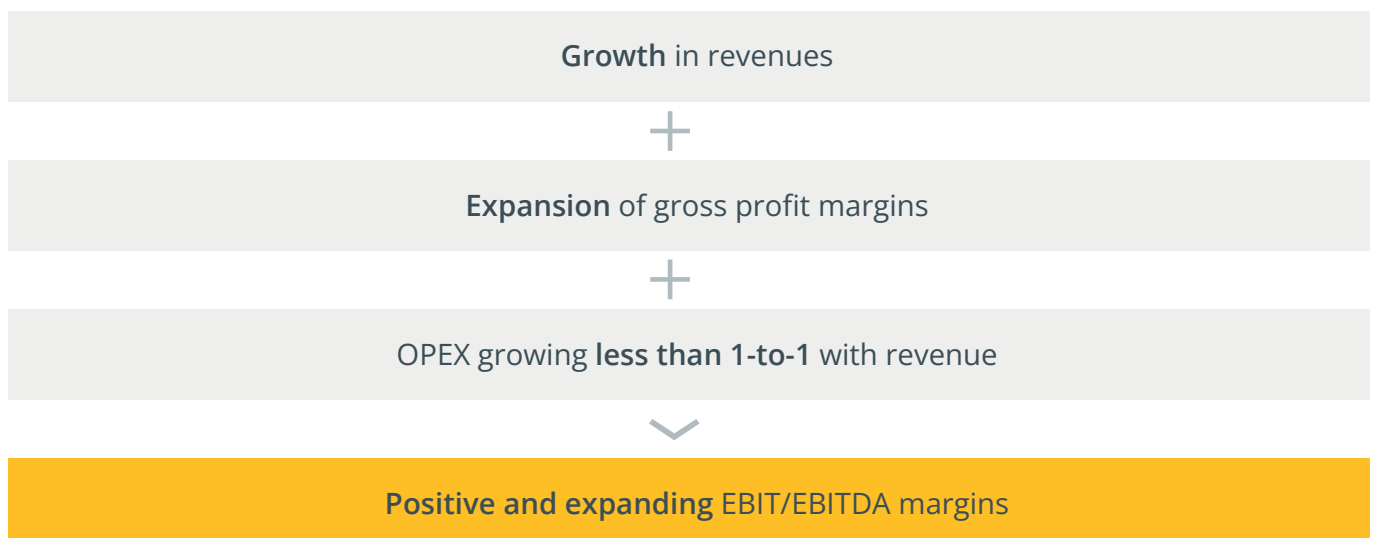 Growth in revenues
Expansion of gross profit margins
OPEX growing less than 1-to-1 with revenue
Positive and expanding EBIT/EBITDA margins